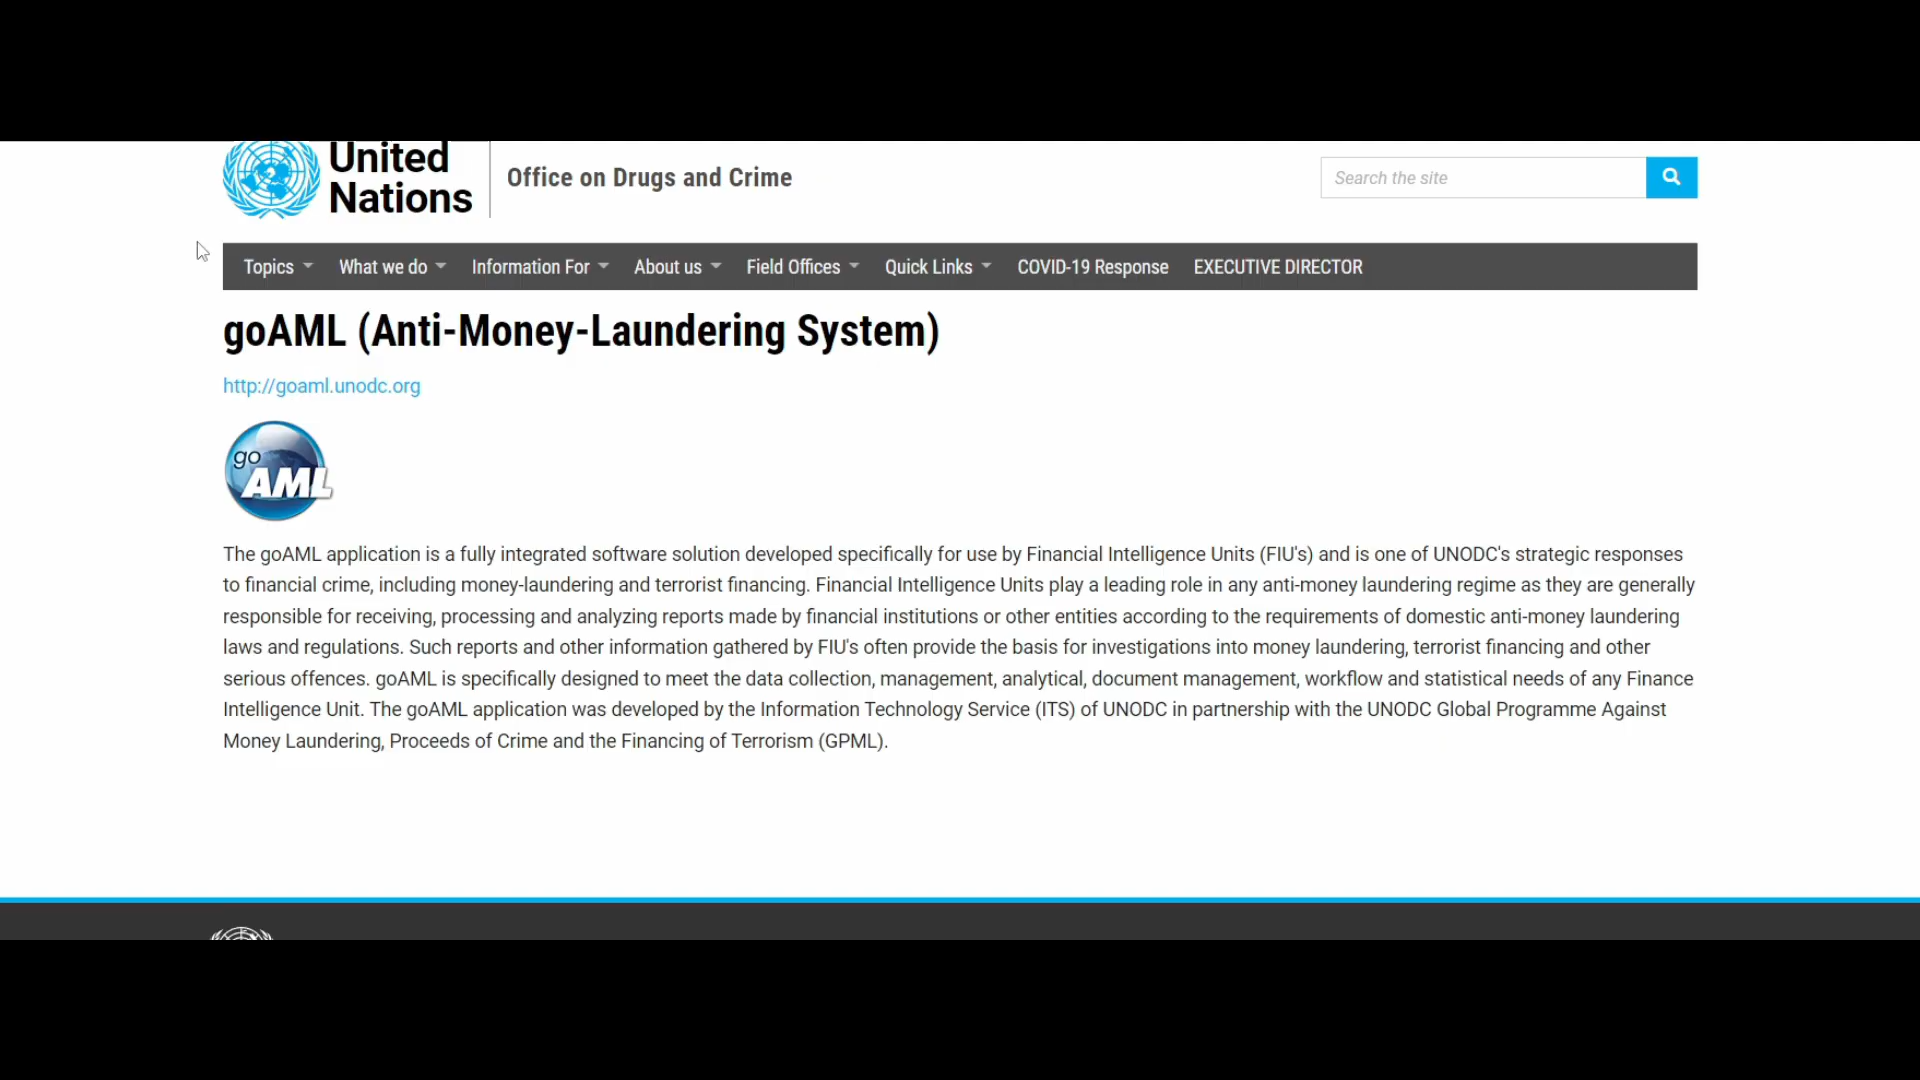 United
Nations
Office on Drugs and Crime
Search the site
Topics What we do Information For About us Field Offices Quick Links COVID-19 Response EXECUTIVE DIRECTOR
goAML (Anti-Money-Laundering System)
http://goaml.unodc.org
go
AML
The goAML application is a fully integrated software solution developed specifically for use by Financial Intelligence Units (FIU's) and is one of UNODC's strategic responses
to financial crime, including money-laundering and terrorist financing. Financial Intelligence Units play a leading role in any anti-money laundering regime as they are generally
responsible for receiving, processing and analyzing reports made by financial institutions or other entities according to the requirements of domestic anti-money laundering
laws and regulations. Such reports and other information gathered by FIU's often provide the basis for investigations into money laundering, terrorist financing and other
serious offences. goAML is specifically designed to meet the data collection, management, analytical, document management, workflow and statistical needs of any Finance
Intelligence Unit. The goAML application was developed by the Information Technology Service (ITS) of UNODC in partnership with the UNODC Global Programme Against
Money Laundering, Proceeds of Crime and the Financing of Terrorism (GPML).